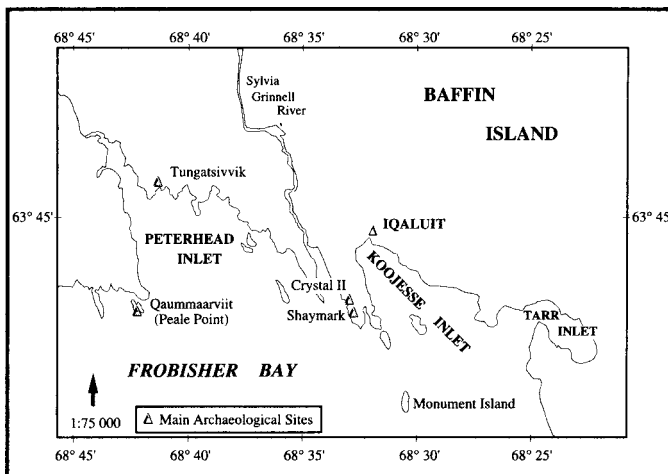 68° 45' 68° 40' 68° 35' 68° 30' 68° 25'
Sylvia
Grinnell
River
BAFFIN
ISLAND
Tungatsivvik
63° 45' 63° 45'
IQALUIT
PETERHEAD
INLET
KOOJESSE
INLET
Crystal II
Shaymark
Qaummaarviit
(Peale Point)
TARR
INLET
FROBISHER BAY
Monument Island
1:75 000
Main Archaeological Sites
68° 45' 68° 40' 68° 35' 68° 30' 68° 25'